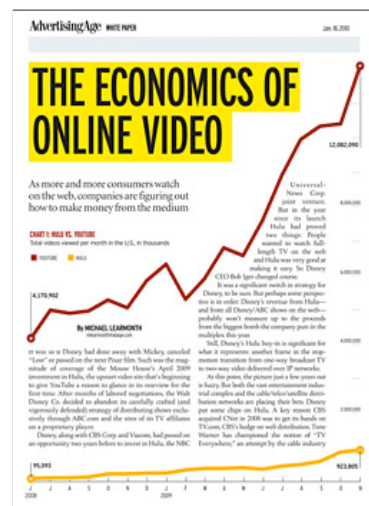 AdvertisingAge WHITE PAPER
Jan. 18, 2010
THE ECONOMICS OF
ONLINE VIDEO
As more and more consumers watch
on the web, companies are figuring out
how to make money from the medium
CHART 1: HULU VS. YOUTUBE
Total videos viewed per month in the U.S., in thousands
YOUTUBE HULU
4,170,902
By MICHAEL LEARMONTH
IT WAS AS if Disney had done away with Mickey, canceled
"Lost" or passed on the next Pixar film. Such was the mag-
nitude of coverage of the Mouse House's April 2009
investment in Hulu, the upstart video site that's beginning
to give YouTube a reason to glance in its rearview for the
first time. After months of labored negotiations, the Walt
Disney Co. decided to abandon its carefully crafted (and
vigorously defended) strategy of distributing shows exclu-
sively through ABC.com and the sites of its TV affiliates
on a proprietary player.
Disney, along with CBS Corp. and Viacom, had passed on
an opportunity two years before to invest in Hulu, the NBC
Universal-
News Corp.
joint venture.
But in the year
since its launch
Hulu had proved
two things. People
wanted to watch full-
length TV on the web
and Hulu was very good at
making it easy. So Disney
CEO Bob Iger changed course.
It was a significant switch in strategy for
Disney, to be sure. But perhaps some perspec-
tive is in order: Disney's revenue from Hulu—
and from all Disney/ABC shows on the web—
probably won't measure up to the proceeds
from the biggest bomb the company puts in the
multiplex this year.
Still, Disney's Hulu buy-in is significant for
what it represents: another frame in the stop-
motion transition from one-way broadcast TV
to two-way video delivered over IP networks.
At this point, the picture just a few years out
is fuzzy. But both the vast entertainment indus-
trial complex and the cable/telco/satellite distri-
bution networks are placing their bets. Disney
put some chips on Hulu. A key reason CBS
acquired CNet in 2008 was to get its hands on
TV.com, CBS's hedge on web distribution. Time
Warner has championed the notion of "TV
Everywhere," an attempt by the cable industry
12,082,090
8,000,000
6,000,000
4,000,000
2,000,000
95,093
923,805
J J A S O N D J F M A M J J A S O N
2008 2009